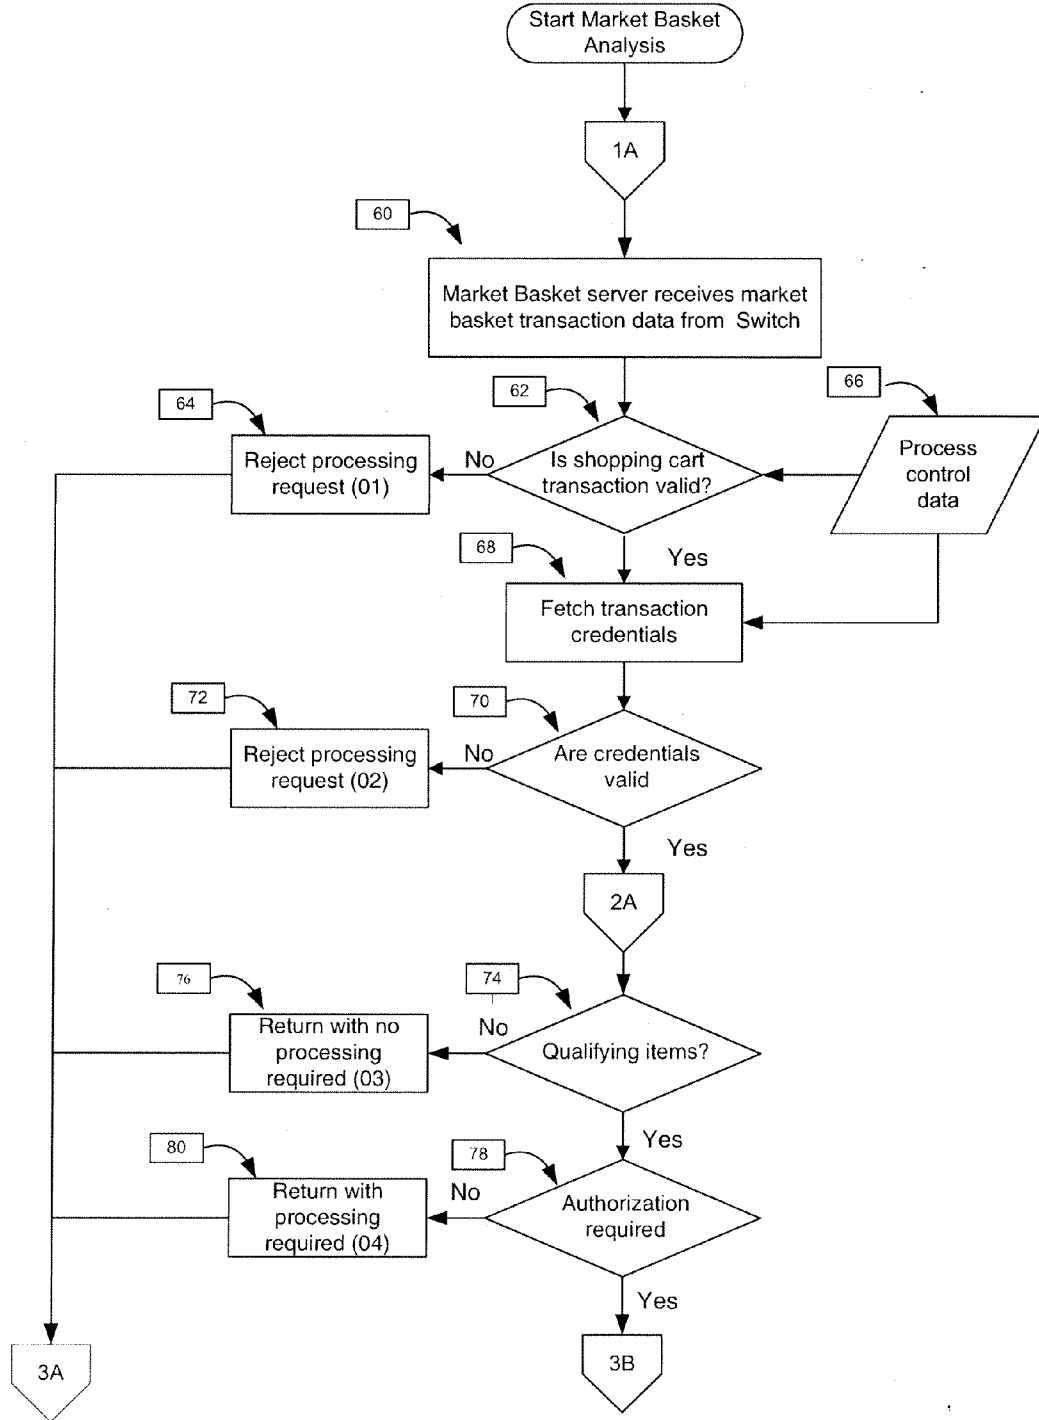 Start Market Basket
Analysis
1A
60
Market Basket server receives market
basket transaction data from Switch
62
66
64
Reject processing
request (01)
No
Is shopping cart
transaction valid?
Process
control
data
68
Yes
Fetch transaction
credentials
72
70
Reject processing
request (02)
No
Are credentials
valid
Yes
2A
76
74
Return with no
processing
required (03)
No
Qualifying items?
Yes
80
78
Return with
processing
required (04)
No
Authorization
required
Yes
3A
3B